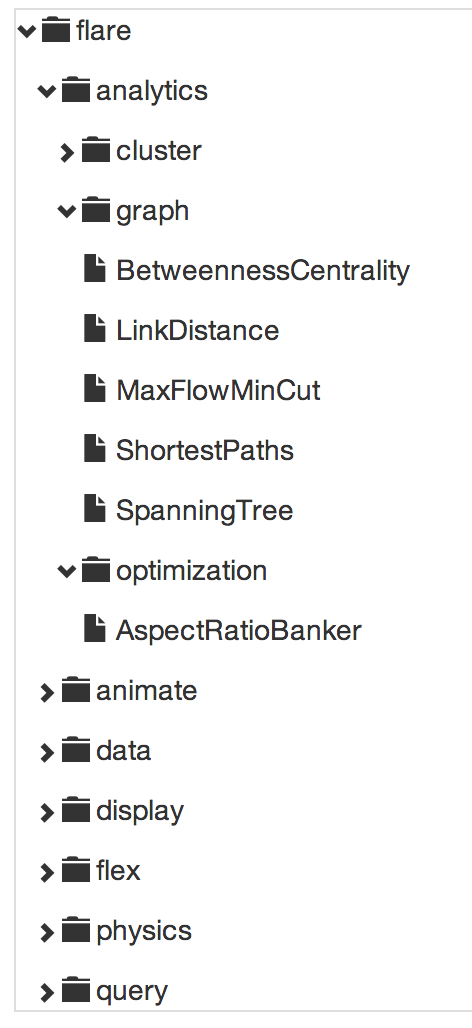 flare
analytics
cluster
graph
BetweennessCentrality
LinkDistance
MaxFlowMinCut
ShortestPaths
SpanningTree
optimization
AspectRatioBanker
animate
data
display
flex
physics
query